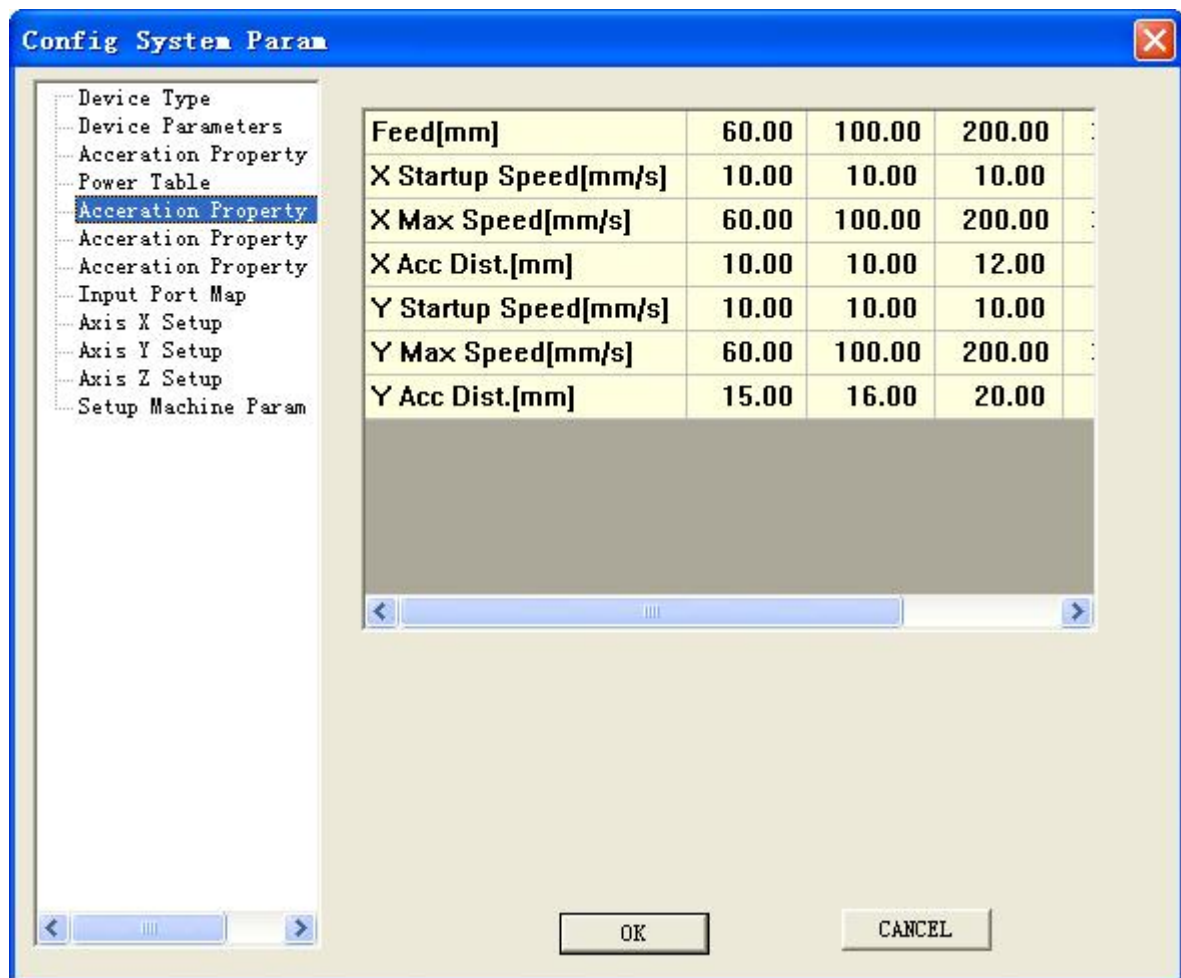 Config System Param
Device Type
Device Parameters
Acceration Property
Power Table
Acceration Property
Acceration Property
Acceration Property
Input Port Map
Axis X Setup
Axis Y Setup
Axis Z Setup
Setup Machine Param
Feed[mm] 60.00 100.00 200.00
X Startup Speed[mm/s] 10.00 10.00 10.00
X Max Speed[mm/s] 60.00 100.00 200.00
X Acc Dist.[mm] 10.00 10.00 12.00
Y Startup Speed[mm/s] 10.00 10.00 10.00
Y Max Speed[mm/s] 60.00 100.00 200.00
Y Acc Dist.[mm] 15.00 16.00 20.00
OK CANCEL